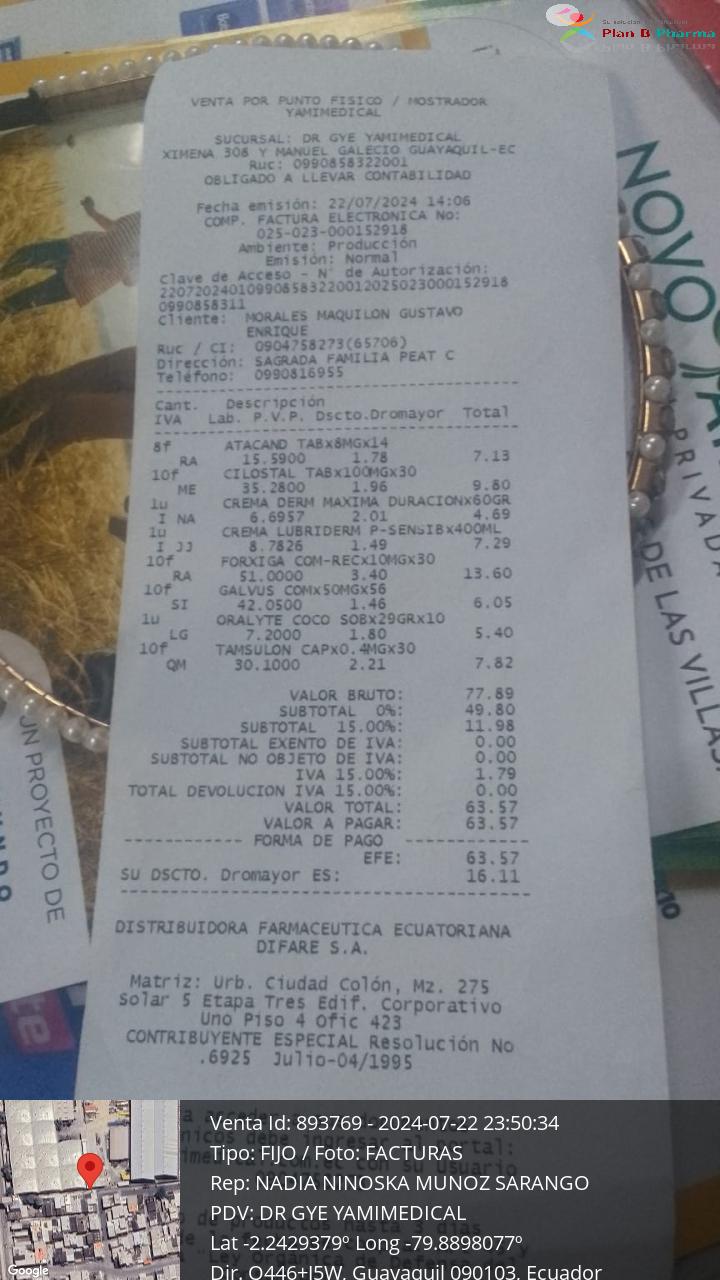 Su solución
Plan B Pharma
VENTA POR PUNTO FISICO / MOSTRADOR
YAMIMEDICAL
SUCURSAL: DR GYE YAMIMEDICAL
XIMENA 308 Y MANUEL GALECIO GUAYAQUIL-EC
Ruc: 0990858322001
OBLIGADO A LLEVAR CONTABILIDAD
Fecha emisión: 22/07/2024 14:06
COMP. FACTURA ELECTRONICA No:
025-023-000152918
Ambiente: Producción
Emisión: Normal
Clave de Acceso - N° de Autorización:
2207202401099085832200120250230001529​18
0990858311
Cliente: MORALES MAQUILON GUSTAVO
ENRIQUE
Ruc / CI: 0904758273(65706)
Dirección: SAGRADA FAMILIA PEAT C
Teléfono: 0990816955
Cant. Descripción
IVA Lab. P.V.P. Dscto.Dromayor Total
8f ATACAND TABx8MGx14
RA 15.5900 1.78 7.13
10f CILOSTAL TABx100MGx30
ME 35.2800 1.96 9.80
1u CREMA DERM MAXIMA DURACIONx60GR
I NA 6.6957 2.01 4.69
1u CREMA LUBRIDERM P-SENSIBx400ML
I JJ 8.7826 1.49 7.29
10f FORXIGA COM-RECx10MGx30
RA 51.0000 3.40 13.60
10f GALVUS COMx50MGx56
SI 42.0500 1.46 6.05
1u ORALYTE COCO SOBx29GRx10
LG 7.2000 1.80 5.40
10f TAMSULON CAPx0.4MGx30
QM 30.1000 2.21 7.82
VALOR BRUTO: 77.89
SUBTOTAL 0%: 49.80
SUBTOTAL 15.00%: 11.98
SUBTOTAL EXENTO DE IVA: 0.00
SUBTOTAL NO OBJETO DE IVA: 0.00
IVA 15.00%: 1.79
TOTAL DEVOLUCION IVA 15.00%: 0.00
VALOR TOTAL: 63.57
VALOR A PAGAR: 63.57
FORMA DE PAGO
EFE: 63.57
SU DSCTO. Dromayor ES: 16.11
DISTRIBUIDORA FARMACEUTICA ECUATORIANA
DIFARE S.A.
Matriz: Urb. Ciudad Colón, Mz. 275
Solar 5 Etapa Tres Edif. Corporativo
Uno Piso 4 Ofic 423
CONTRIBUYENTE ESPECIAL Resolución No
.6925 Julio-04/1995
NOVO
PRIVADA
DE LAS VILLAS
UN PROYECTO DE
Venta Id: 893769 - 2024-07-22 23:50:34
Tipo: FIJO / Foto: FACTURAS
Rep: NADIA NINOSKA MUNOZ SARANGO
PDV: DR GYE YAMIMEDICAL
Lat -2.2429379º Long -79.8898077º
Dir. Q446+J5W, Guayaquil 090103, Ecuador
Google